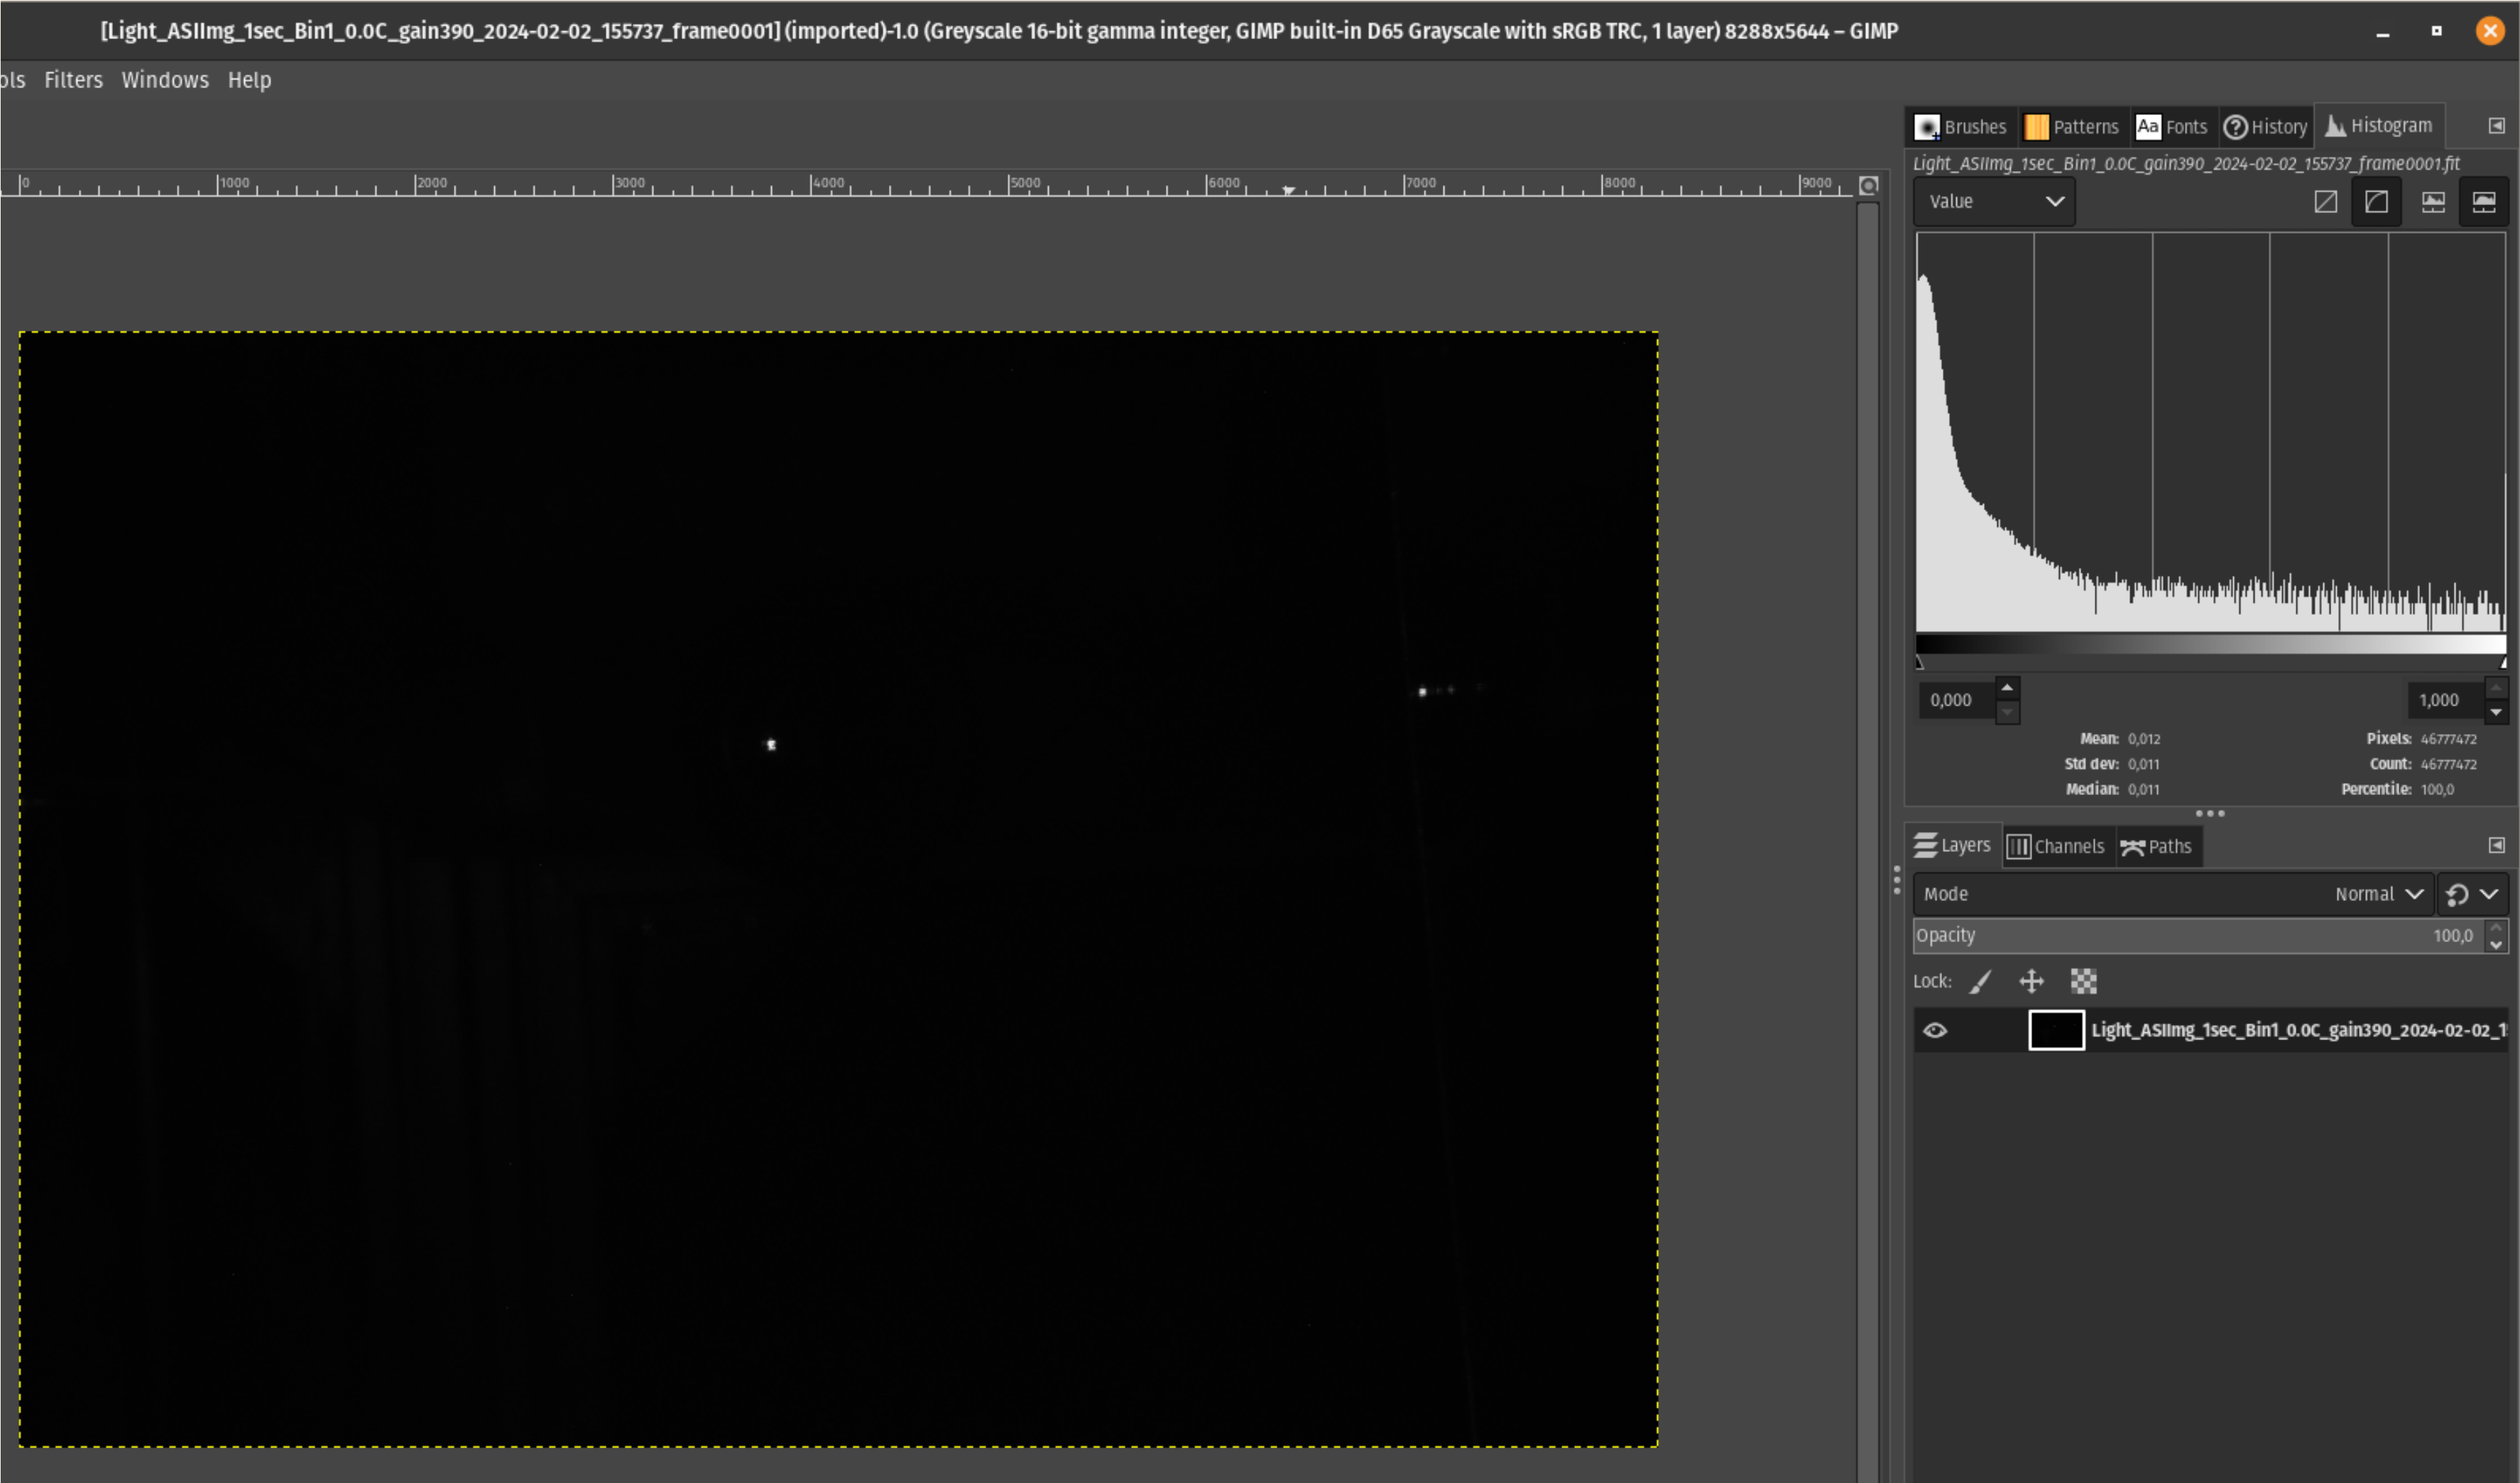 [Light_ASIImg_1sec_Bin1_0.0C_gain390_2024-02-02_155737_frame0001] (imported)-1.0 (Greyscale 16-bit gamma integer, GIMP built-in D65 Grayscale with sRGB TRC, 1 layer) 8288x5644 – GIMP
ols Filters Windows Help
Brushes Patterns Aa Fonts History Histogram
Light_ASIImg_1sec_Bin1_0.0C_gain390_2024-02-02_155737_frame0001.fit
0 1000 2000 3000 4000 5000 6000 7000 8000 9000
Value
0,000 1,000
Mean: 0,012 Pixels: 46777472
Std dev: 0,011 Count: 46777472
Median: 0,011 Percentile: 100,0
Layers Channels Paths
Mode Normal
Opacity 100,0
Lock:
Light_ASIImg_1sec_Bin1_0.0C_gain390_2024-02-02_1